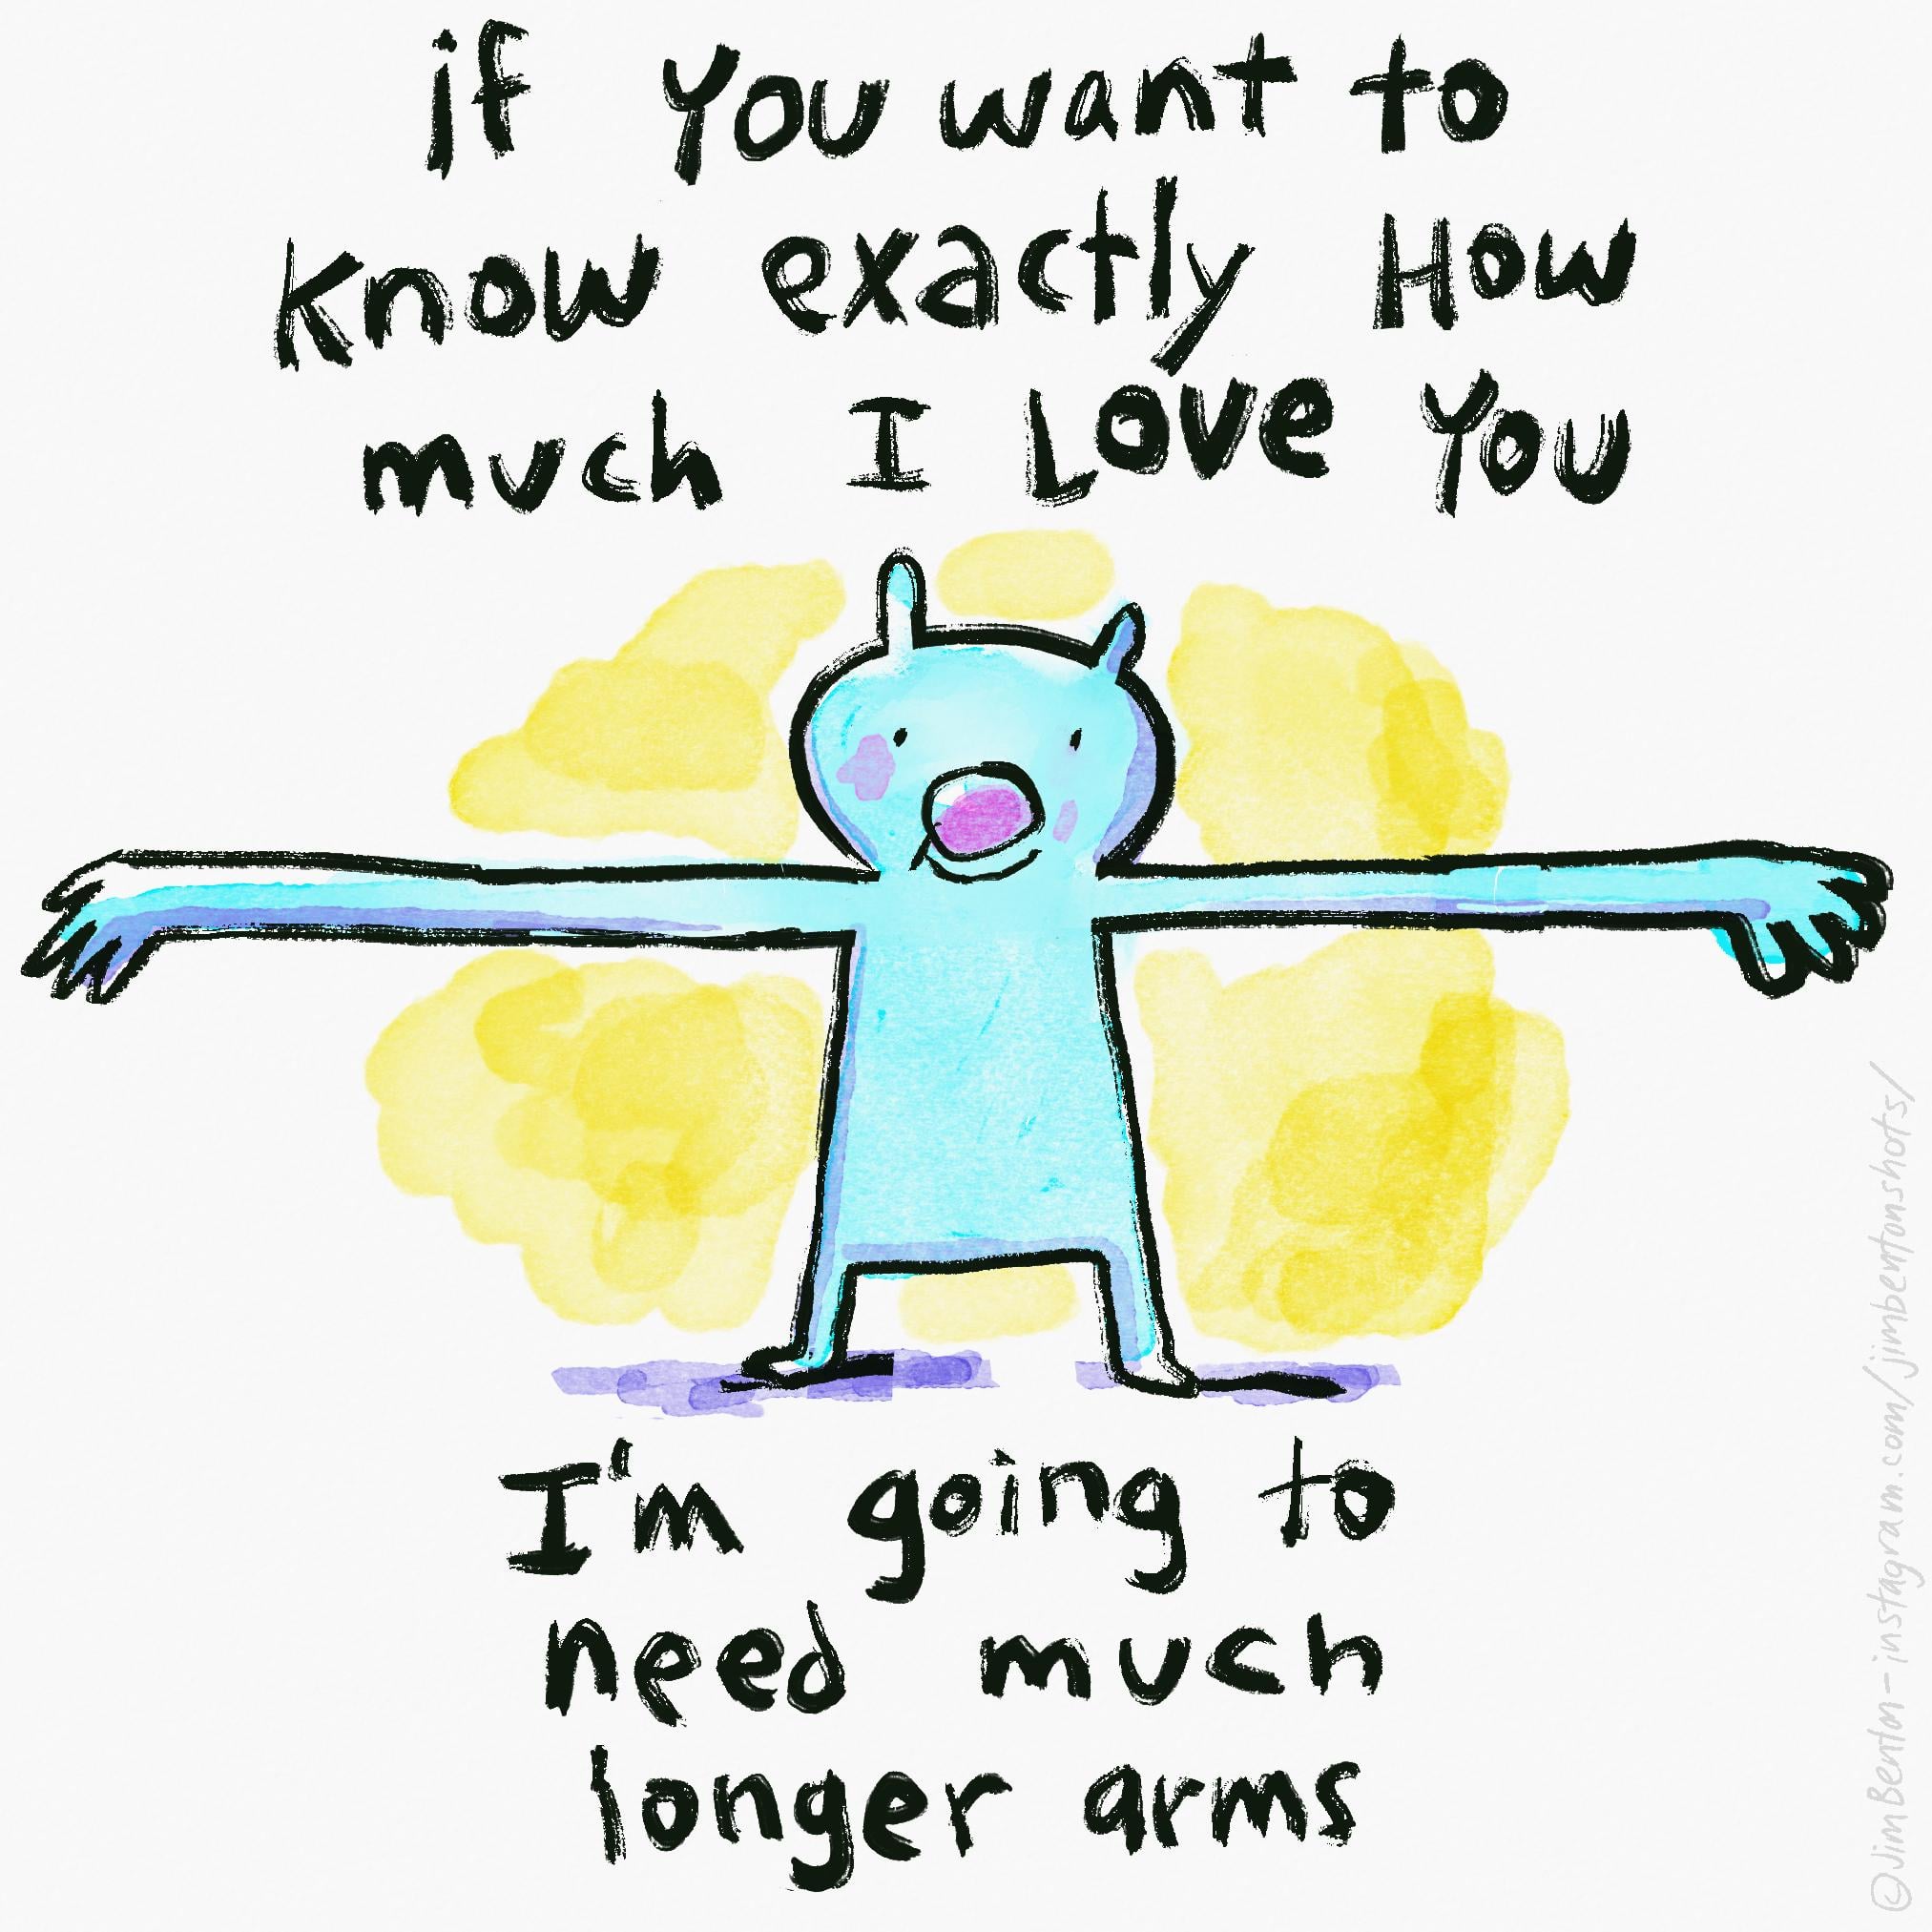 if you want to
know exactly How
much I Love You
I'm going to
need much
longer arms
©JimBenton-instagram.com/jimbentonshots/